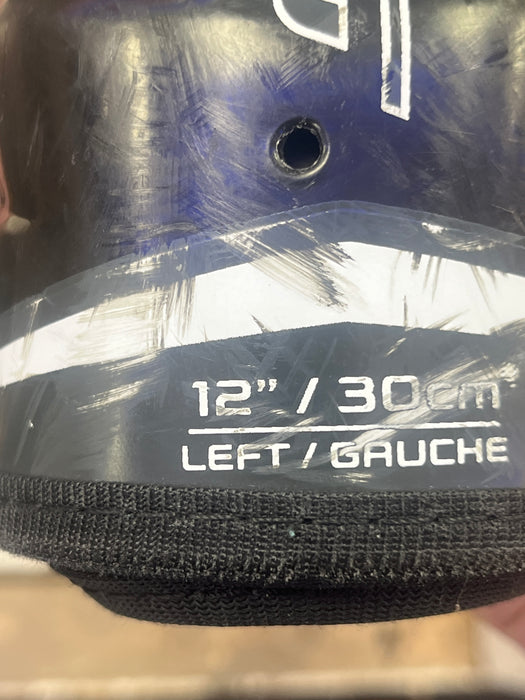 12” / 30cm
LEFT / GAUCHE